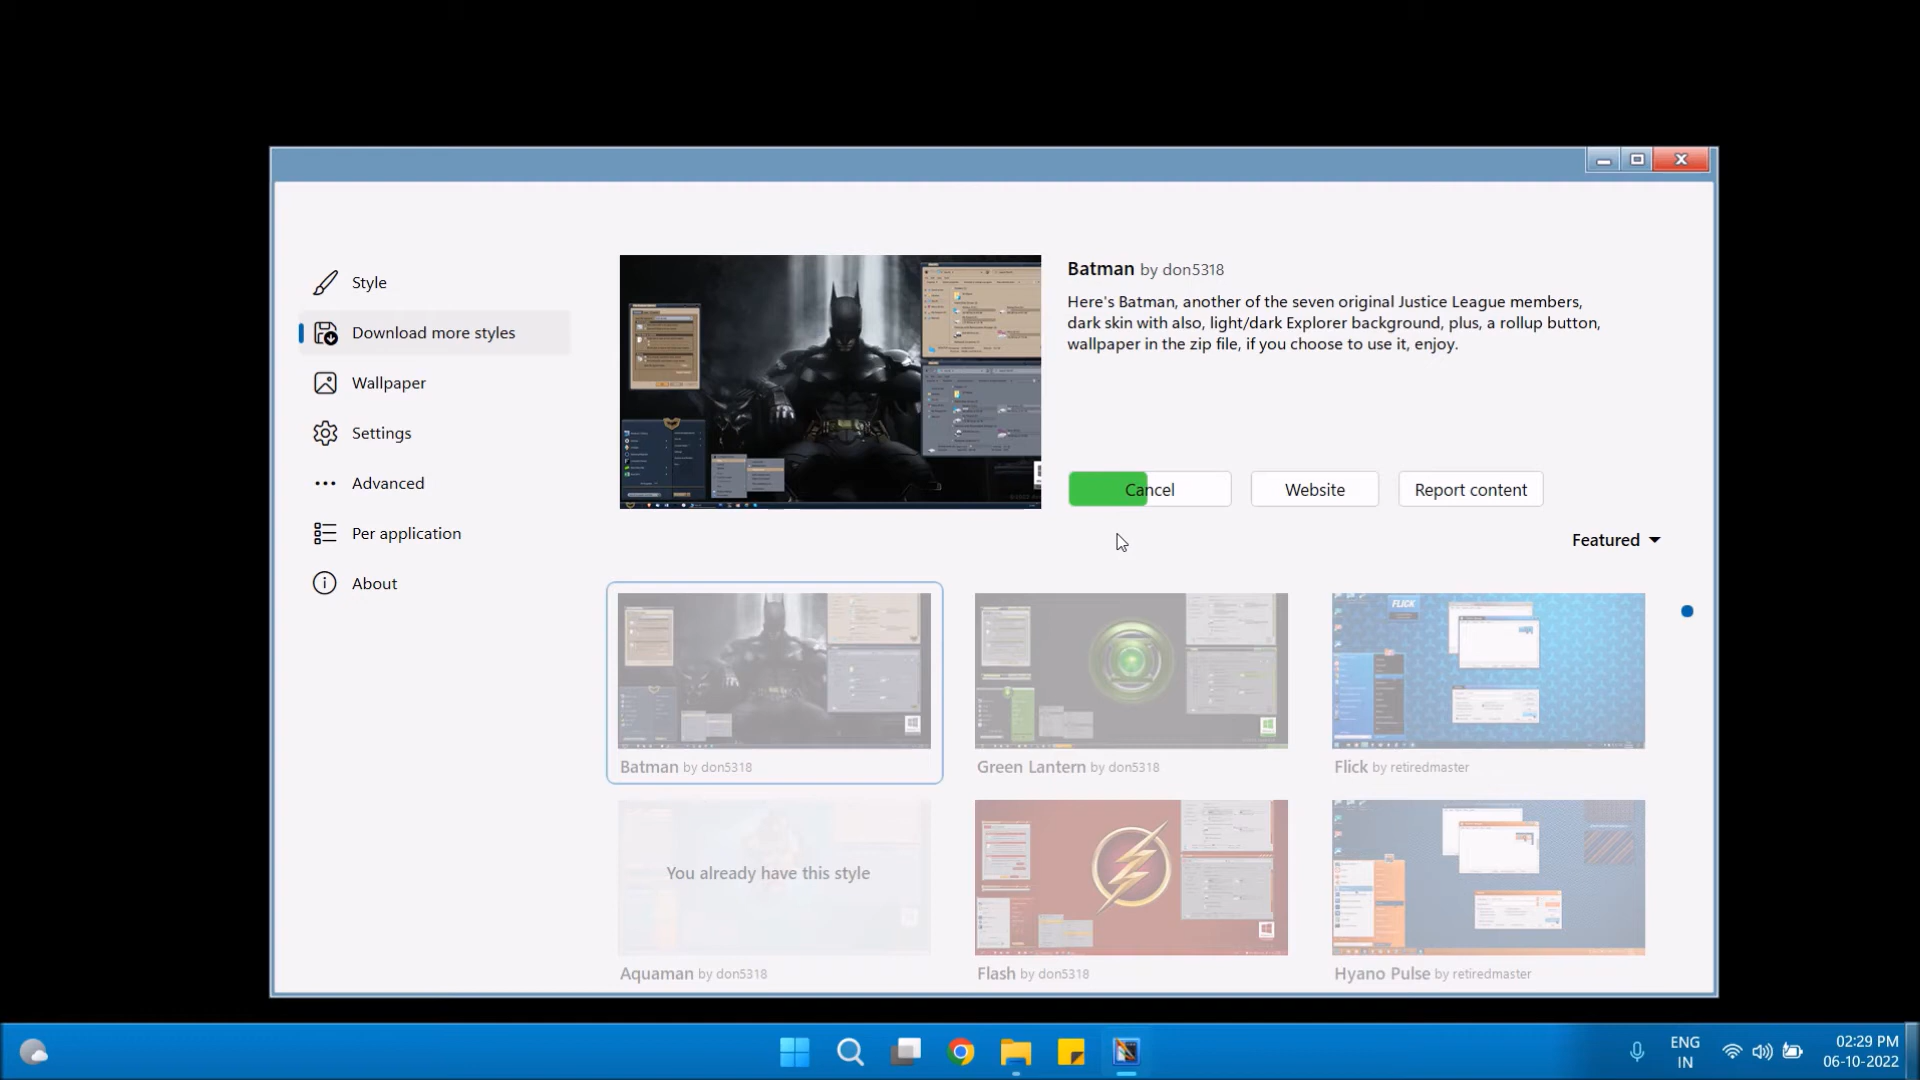 Style
Download more styles
Wallpaper
Settings
Advanced
Per application
About
Batman by don5318
Here's Batman, another of the seven original Justice League members,
dark skin with also, light/dark Explorer background, plus, a rollup button,
wallpaper in the zip file, if you choose to use it, enjoy.
Cancel
Website
Report content
Featured
FLICK
Batman by don5318
Green Lantern by don5318
Flick by retiredmaster
You already have this style
Aquaman by don5318
Flash by don5318
Hyano Pulse by retiredmaster
ENG
IN
02:29 PM
06-10-2022